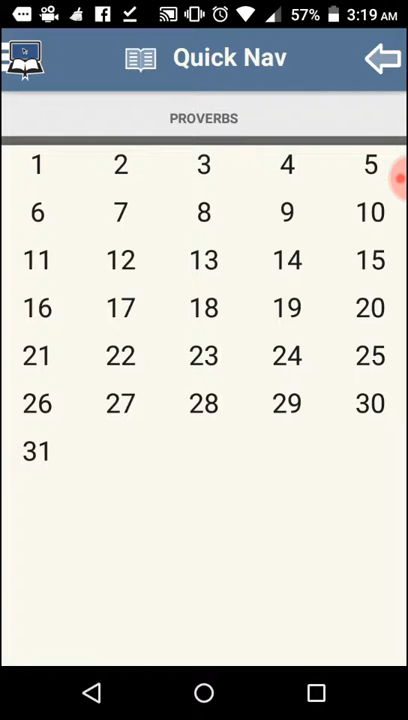 57% 3:19 AM
Quick Nav
PROVERBS
1 2 3 4 5
6 7 8 9 10
11 12 13 14 15
16 17 18 19 20
21 22 23 24 25
26 27 28 29 30
31